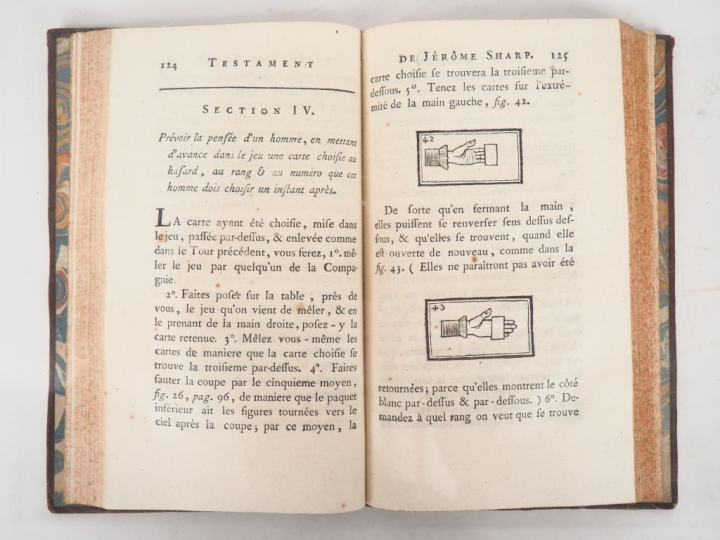 124 TESTAMENT
SECTION IV.
Prévoir la pensée d'un homme, en mettant
d'avance dans le jeu une carte choisie au
hasard, au rang & au numéro que cet
homme doit choisir un instant après.
LA carte ayant été choisie, mise dans
le jeu, passée par-dessus, & enlevée comme
dans le Tour précédent, vous ferez, 1°. mê-
ler le jeu par quelqu'un de la Compa-
gnie.
2°. Faites poser sur la table, près de
vous, le jeu qu'on vient de mêler, & en
le prenant de la main droite, posez-y la
carte retenue. 3°. Mêlez vous-même les
cartes de maniere que la carte choisie se
trouve la troisieme par-dessus. 4°. Faites
sauter la coupe par le cinquieme moyen,
fig. 26, pag. 96, de maniere que le paquet
inférieur ait les figures tournées vers le
ciel après la coupe; par ce moyen, la
DE JÉRÔME SHARP. 125
carte choisie se trouvera la troisieme par-
dessous. 5°. Tenez les cartes sur l'extré-
mité de la main gauche, fig. 42.
42
De sorte qu'en fermant la main,
elles puissent se renverser sens dessus des-
sous, & qu'elles se trouvent, quand elle
est ouverte de nouveau, comme dans la
fig. 43. (Elles ne paraitront pas avoir été
43
retournées; parce qu'elles montrent le côté
blanc par-dessus & par-dessous.) 6°. De-
mandez à quel rang on veut que se trouve